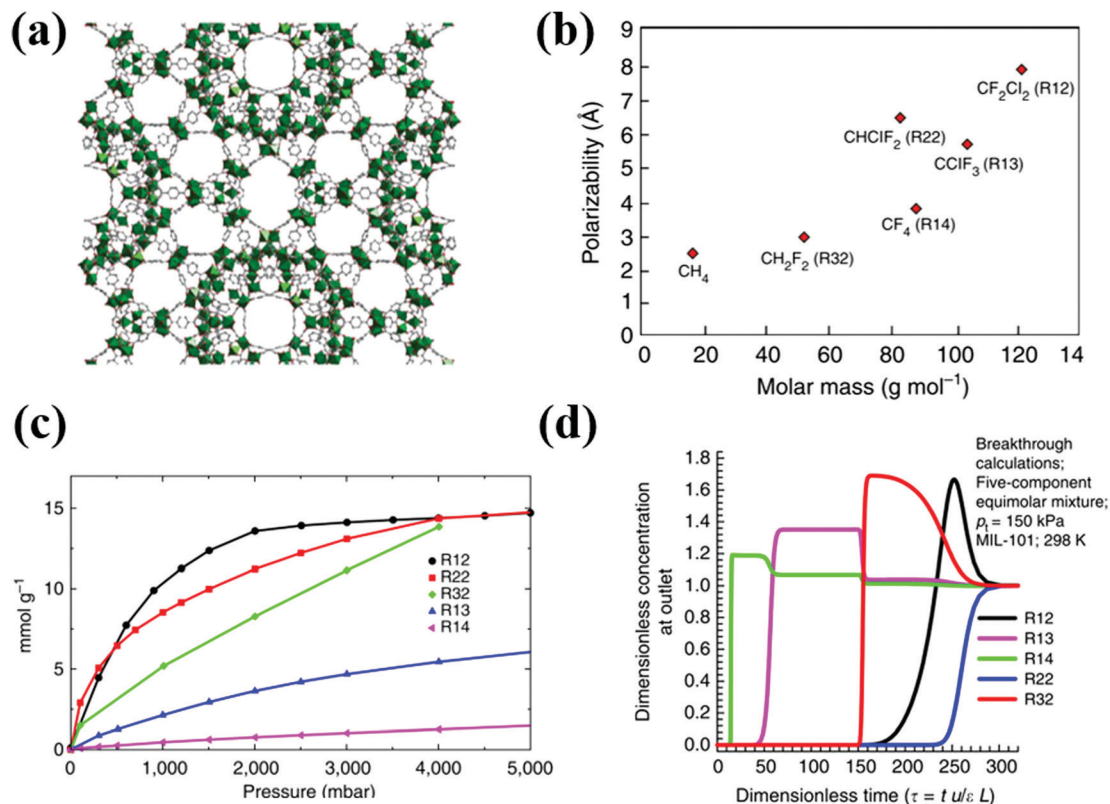 (a)
(b)
9
8
7
6
5
4
3
2
1
0
Polarizability (Å)
CF2Cl2 (R12)
CHClF2 (R22)
CClF3 (R13)
CF4 (R14)
CH2F2 (R32)
CH4
0 20 40 60 80 100 120 14
Molar mass (g mol⁻¹)
(c)
15
10
5
0
mmol g⁻¹
R12
R22
R32
R13
R14
0 1,000 2,000 3,000 4,000 5,000
Pressure (mbar)
(d)
1.8
1.6
1.4
1.2
1.0
0.8
0.6
0.4
0.2
0.0
Dimensionless concentration
at outlet
Breakthrough
calculations;
Five-component
equimolar mixture;
pt = 150 kPa
MIL-101; 298 K
R12
R13
R14
R22
R32
0 50 100 150 200 250 300
Dimensionless time (τ = t u/ε L)